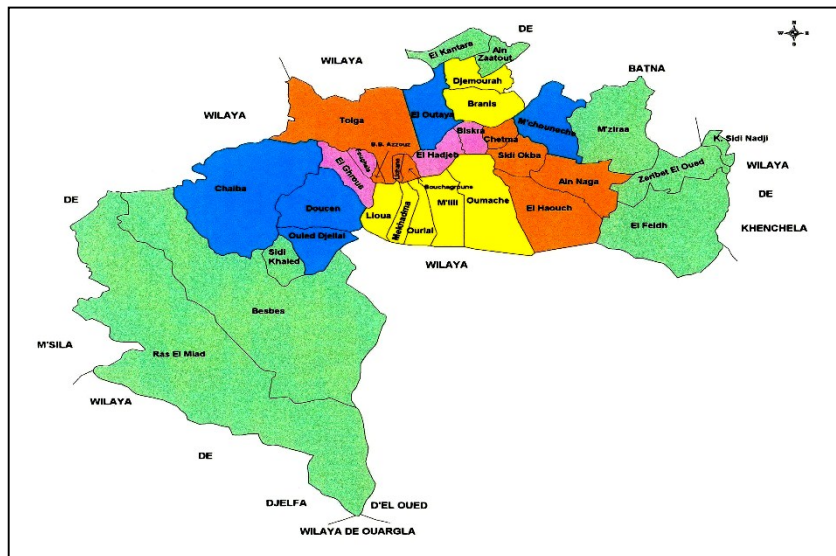 N
W E
S
DE
El Kantara
Ain
Zaatout
WILAYA
BATNA
Djemourah
WILAYA
Branis
El Outaya
M'chouneche
M'ziraa
Tolga
K. Sidi Nadji
Biskra
Chetma
B.B. Azzouz
Foughala
Lichana
El Hadjeb
Sidi Okba
Zeribet El Oued
WILAYA
El Ghrous
Ain Naga
Chaiba
Bouchagroune
DE
DE
Doucen
Lioua
Mekhadma
Ourlal
M'lili
Oumache
El Haouch
El Feidh
KHENCHELA
Ouled Djellal
Sidi
Khaled
WILAYA
Besbes
M'SILA
Ras El Miad
WILAYA
DE
DJELFA
D'EL OUED
WILAYA DE OUARGLA